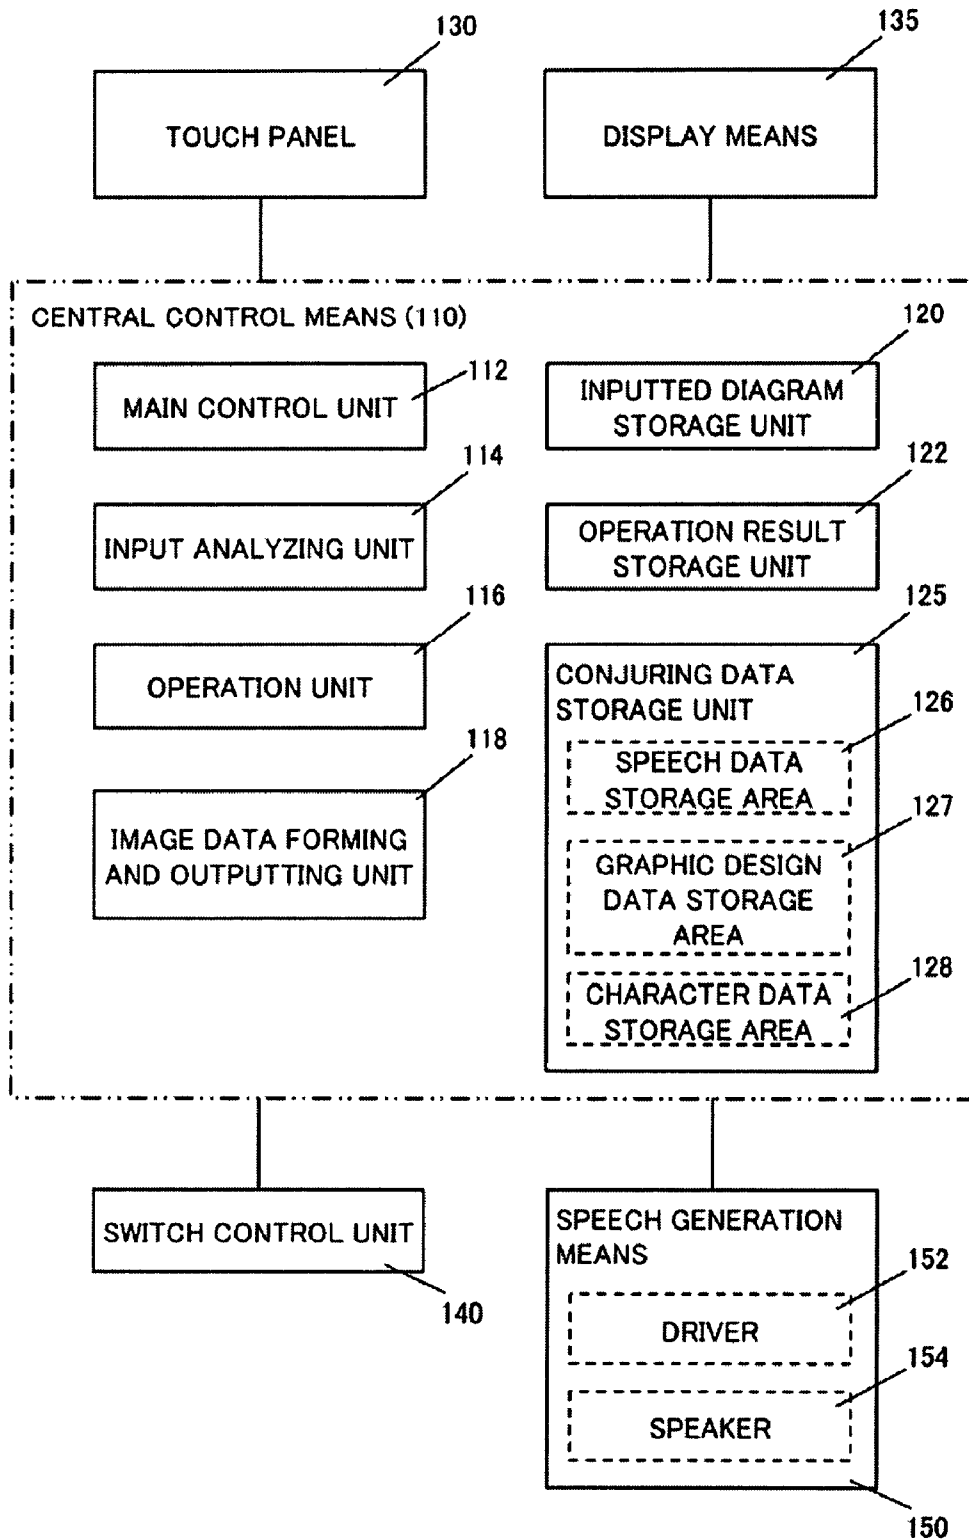 130
135
TOUCH PANEL
DISPLAY MEANS
CENTRAL CONTROL MEANS (110)
112
MAIN CONTROL UNIT
114
INPUT ANALYZING UNIT
116
OPERATION UNIT
118
IMAGE DATA FORMING
AND OUTPUTTING UNIT
120
INPUTTED DIAGRAM
STORAGE UNIT
122
OPERATION RESULT
STORAGE UNIT
125
CONJURING DATA
STORAGE UNIT
126
SPEECH DATA
STORAGE AREA
127
GRAPHIC DESIGN
DATA STORAGE
AREA
128
CHARACTER DATA
STORAGE AREA
SWITCH CONTROL UNIT
140
SPEECH GENERATION
MEANS
152
DRIVER
154
SPEAKER
150